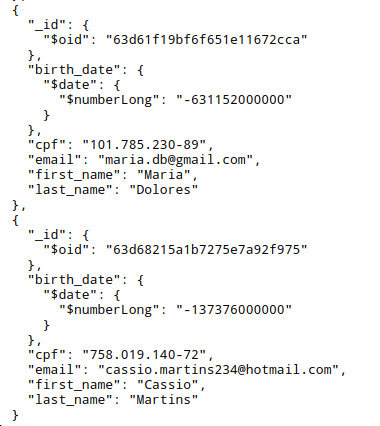 {
"_id": {
"$oid": "63d61f19bf6f651e11672cca"
},
"birth_date": {
"$date": {
"$numberLong": "-631152000000"
}
},
"cpf": "101.785.230-89",
"email": "maria.db@gmail.com",
"first_name": "Maria",
"last_name": "Dolores"
},
{
"_id": {
"$oid": "63d68215a1b7275e7a92f975"
},
"birth_date": {
"$date": {
"$numberLong": "-137376000000"
}
},
"cpf": "758.019.140-72",
"email": "cassio.martins234@hotmail.com",
"first_name": "Cassio",
"last_name": "Martins"
}